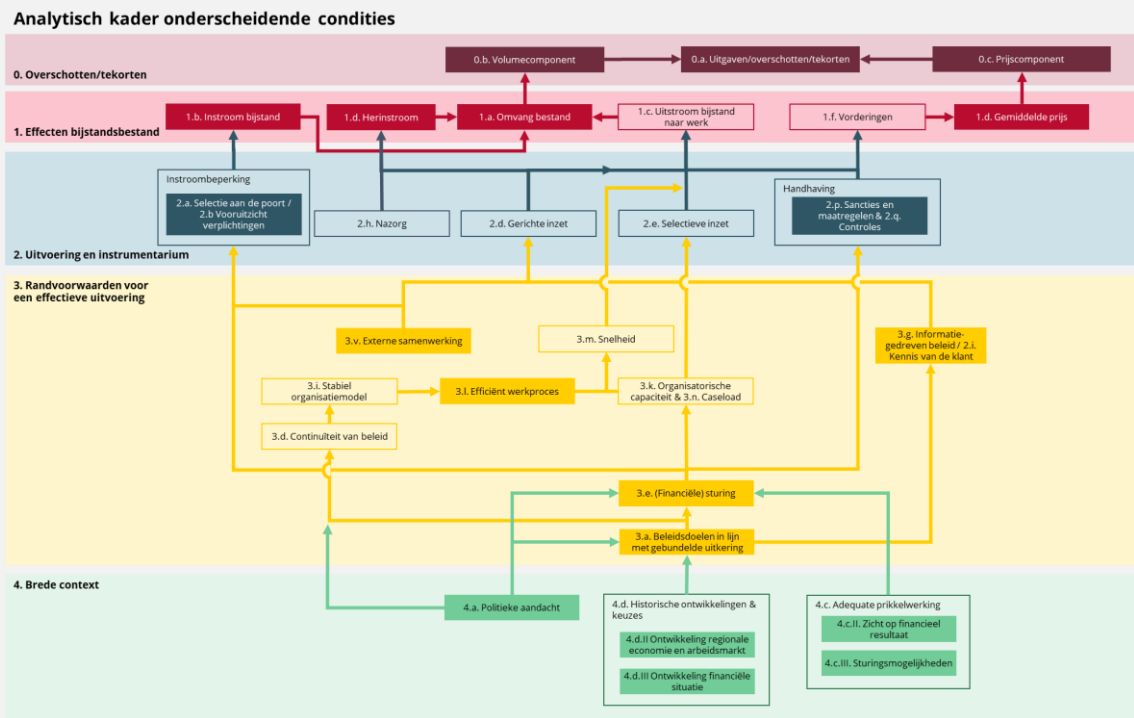 Analytisch kader onderscheidende condities
0.b. Volumecomponent
0.a. Uitgaven/overschotten/tekorten
0.c. Prijscomponent
0. Overschotten/tekorten
1.b. Instroom bijstand
1.d. Herinstroom
1.a. Omvang bestand
1.c. Uitstroom bijstand
naar werk
1.f. Vorderingen
1.d. Gemiddelde prijs
1. Effecten bijstandsbestand
Instroombeperking
2.a. Selectie aan de poort /
2.b Vooruitzicht
verplichtingen
2.h. Nazorg
2.d. Gerichte inzet
2.e. Selectieve inzet
Handhaving
2.p. Sancties en
maatregelen & 2.q.
Controles
2. Uitvoering en instrumentarium
3. Randvoorwaarden voor
een effectieve uitvoering
3.v. Externe samenwerking
3.m. Snelheid
3.g. Informatie-
gedreven beleid / 2.i.
Kennis van de klant
3.i. Stabiel
organisatiemodel
3.l. Efficiënt werkproces
3.k. Organisatorische
capaciteit & 3.n. Caseload
3.d. Continuïteit van beleid
3.e. (Financiële) sturing
3.a. Beleidsdoelen in lijn
met gebundelde uitkering
4. Brede context
4.a. Politieke aandacht
4.d. Historische ontwikkelingen &
keuzes
4.d.II Ontwikkeling regionale
economie en arbeidsmarkt
4.d.III Ontwikkeling financiële
situatie
4.c. Adequate prikkelwerking
4.c.II. Zicht op financieel
resultaat
4.c.III. Sturingsmogelijkheden